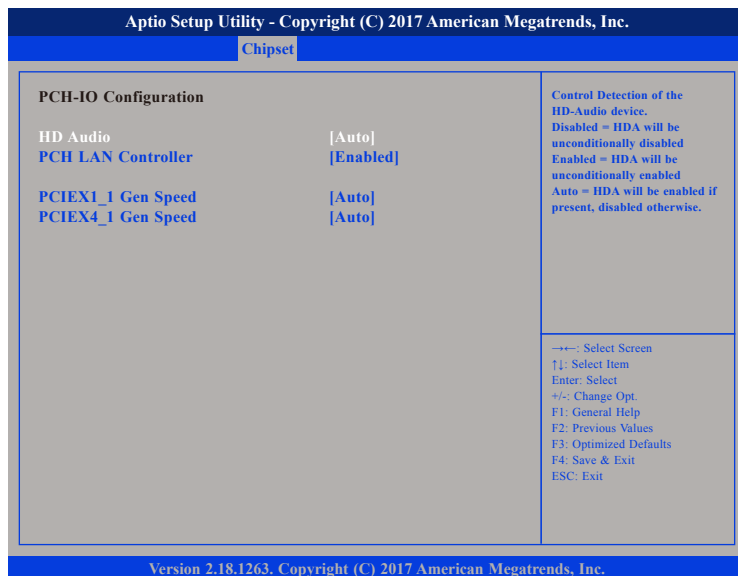 Aptio Setup Utility - Copyright (C) 2017 American Megatrends, Inc.
Chipset
PCH-IO Configuration
HD Audio [Auto]
PCH LAN Controller [Enabled]
PCIEX1_1 Gen Speed [Auto]
PCIEX4_1 Gen Speed [Auto]
Control Detection of the
HD-Audio device.
Disabled = HDA will be
unconditionally disabled
Enabled = HDA will be
unconditionally enabled
Auto = HDA will be enabled if
present, disabled otherwise.
→←: Select Screen
↑↓: Select Item
Enter: Select
+/-: Change Opt.
F1: General Help
F2: Previous Values
F3: Optimized Defaults
F4: Save & Exit
ESC: Exit
Version 2.18.1263. Copyright (C) 2017 American Megatrends, Inc.